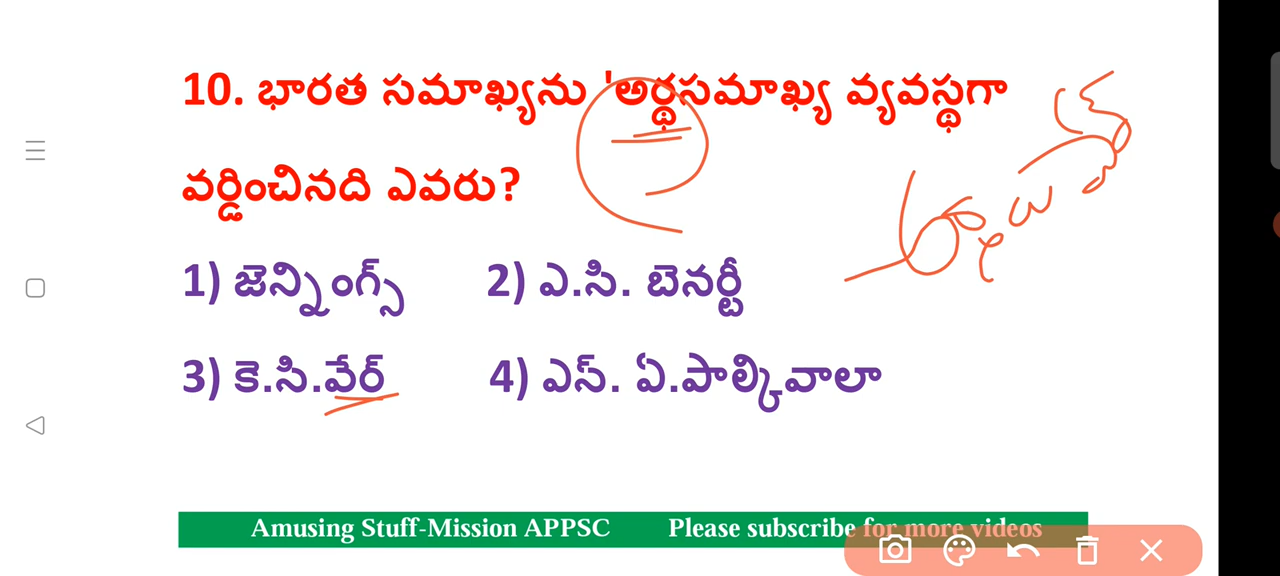 10. భారత సమాఖ్యను 'అర్థసమాఖ్య వ్యవస్థగా
వర్డించినది ఎవరు?
1) జెన్నింగ్స్ 2) ఎ.సి. బెనర్టీ
3) కె.సి.వేర్ 4) ఎస్. ఏ.పాల్కివాలా
Amusing Stuff-Mission APPSC Please subscribe for more videos